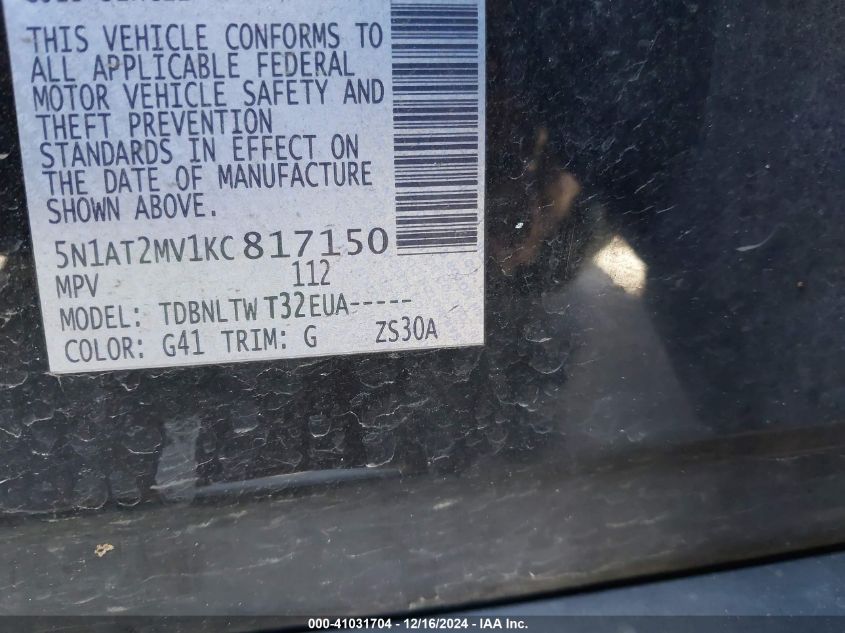 THIS VEHICLE CONFORMS TO
ALL APPLICABLE FEDERAL
MOTOR VEHICLE SAFETY AND
THEFT PREVENTION
STANDARDS IN EFFECT ON
THE DATE OF MANUFACTURE
SHOWN ABOVE.
5N1AT2MV1KC817150
MPV 112
MODEL: TDBNLTW T32EUA-----
COLOR: G41 TRIM: G ZS30A
000-41031704 - 12/16/2024 - IAA Inc.